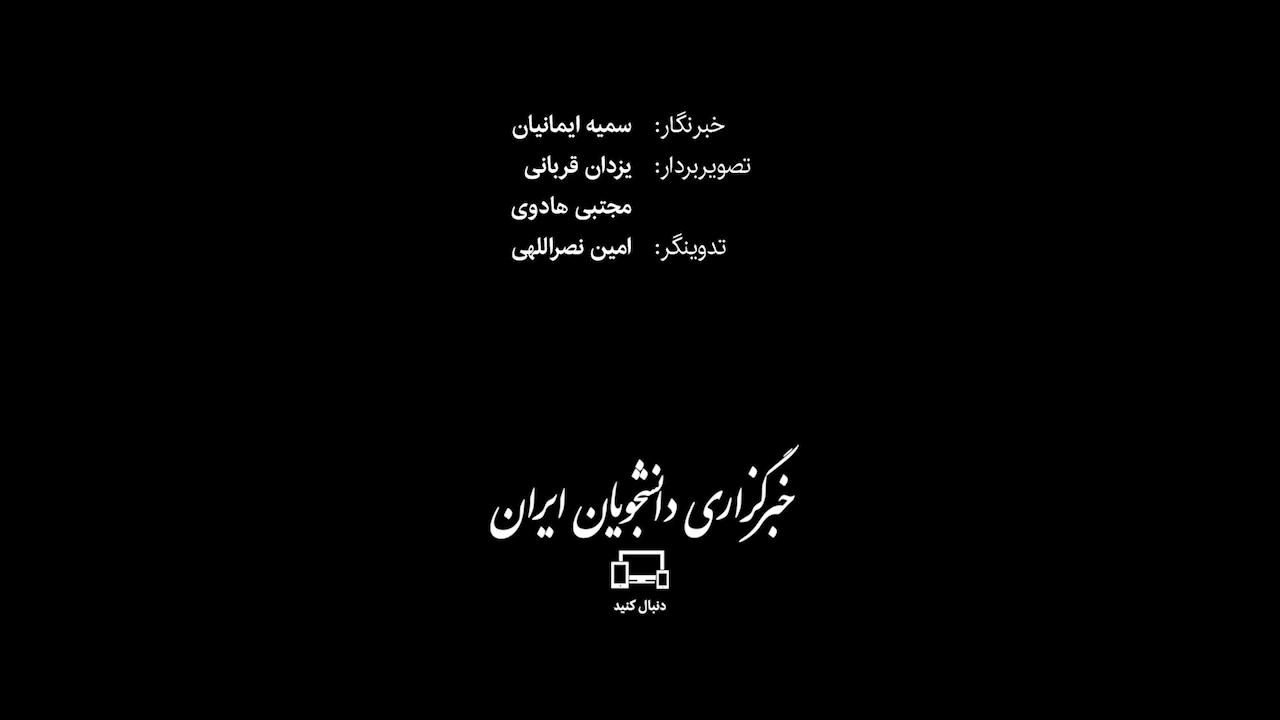 خبرنگار: سمیه ایمانیان
تصویربردار: یزدان قربانی
مجتبی هادوی
تدوینگر: امین نصراللهی
خبرگزاری دانشجویان ایران
دنبال کنید